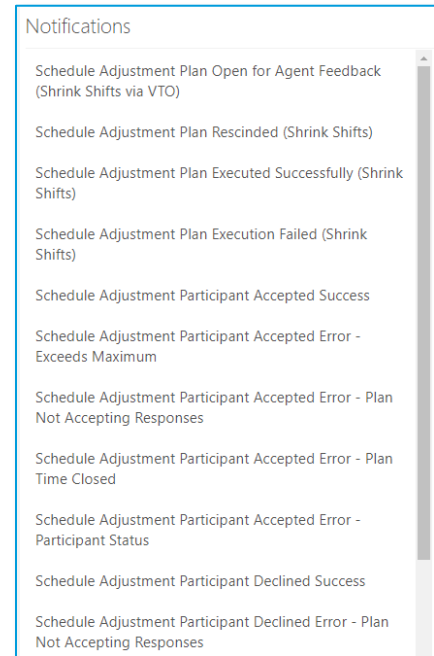 Notifications
Schedule Adjustment Plan Open for Agent Feedback
(Shrink Shifts via VTO)
Schedule Adjustment Plan Rescinded (Shrink Shifts)
Schedule Adjustment Plan Executed Successfully (Shrink
Shifts)
Schedule Adjustment Plan Execution Failed (Shrink
Shifts)
Schedule Adjustment Participant Accepted Success
Schedule Adjustment Participant Accepted Error -
Exceeds Maximum
Schedule Adjustment Participant Accepted Error - Plan
Not Accepting Responses
Schedule Adjustment Participant Accepted Error - Plan
Time Closed
Schedule Adjustment Participant Accepted Error -
Participant Status
Schedule Adjustment Participant Declined Success
Schedule Adjustment Participant Declined Error - Plan
Not Accepting Responses